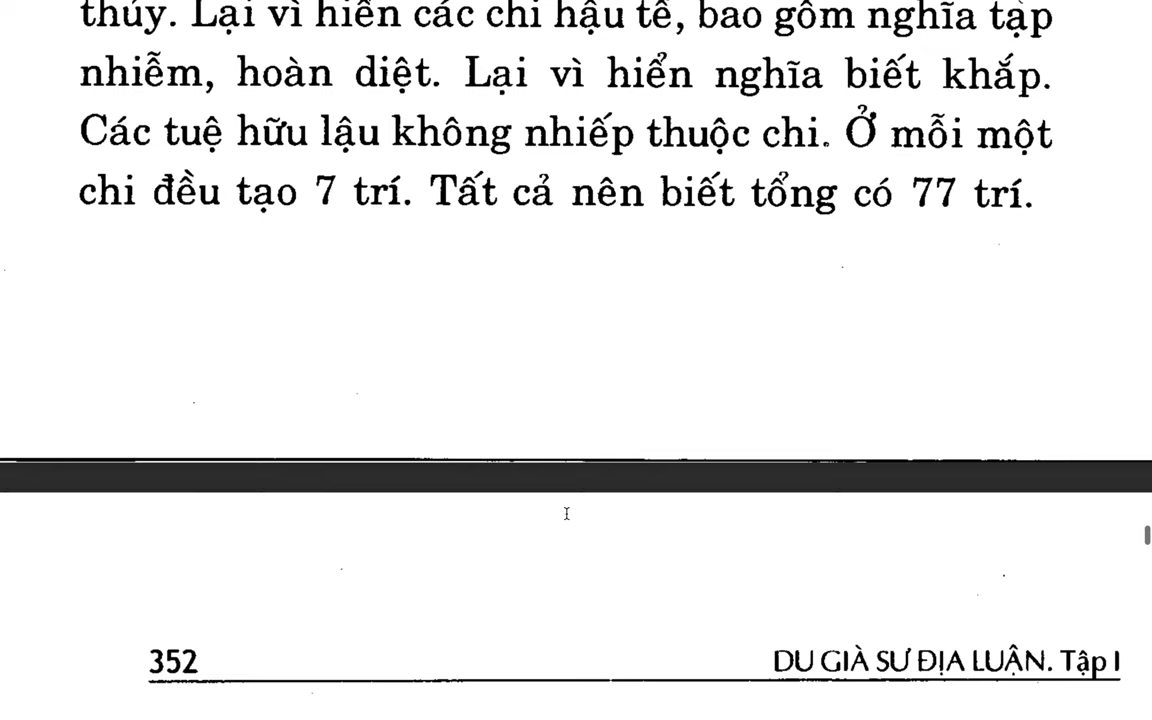 thủy. Lại vì hiển các chi hậu tế, bao gồm nghĩa tạp
nhiễm, hoàn diệt. Lại vì hiển nghĩa biết khắp.
Các tuệ hữu lậu không nhiếp thuộc chi. Ở mỗi một
chi đều tạo 7 trí. Tất cả nên biết tổng có 77 trí.
352 DU GIÀ SƯ ĐỊA LUẬN. Tập I